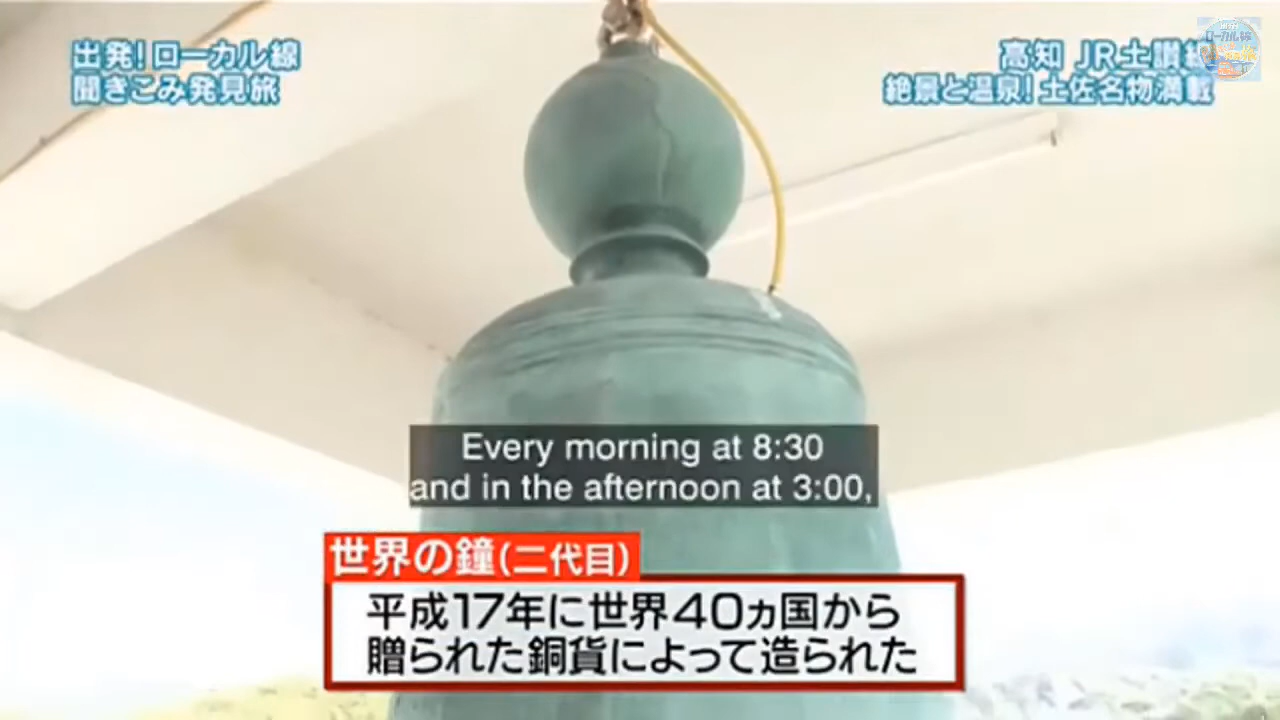 出発！ローカル線
聞きこみ発見旅
高知 JR土讃線
絶景と温泉！土佐名物満載
Every morning at 8:30
and in the afternoon at 3:00,
世界の鐘(二代目)
平成17年に世界40ヵ国から
贈られた銅貨によって造られた